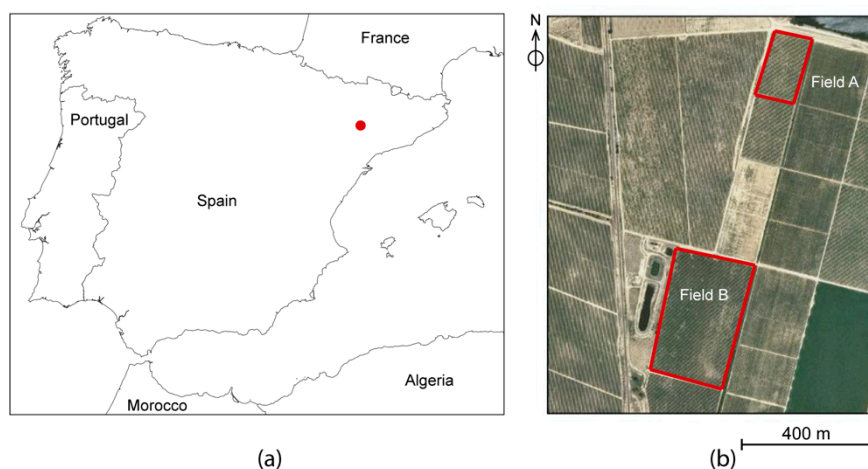 France
Portugal
Spain
Algeria
Morocco
(a)
N
Field A
Field B
(b)
400 m